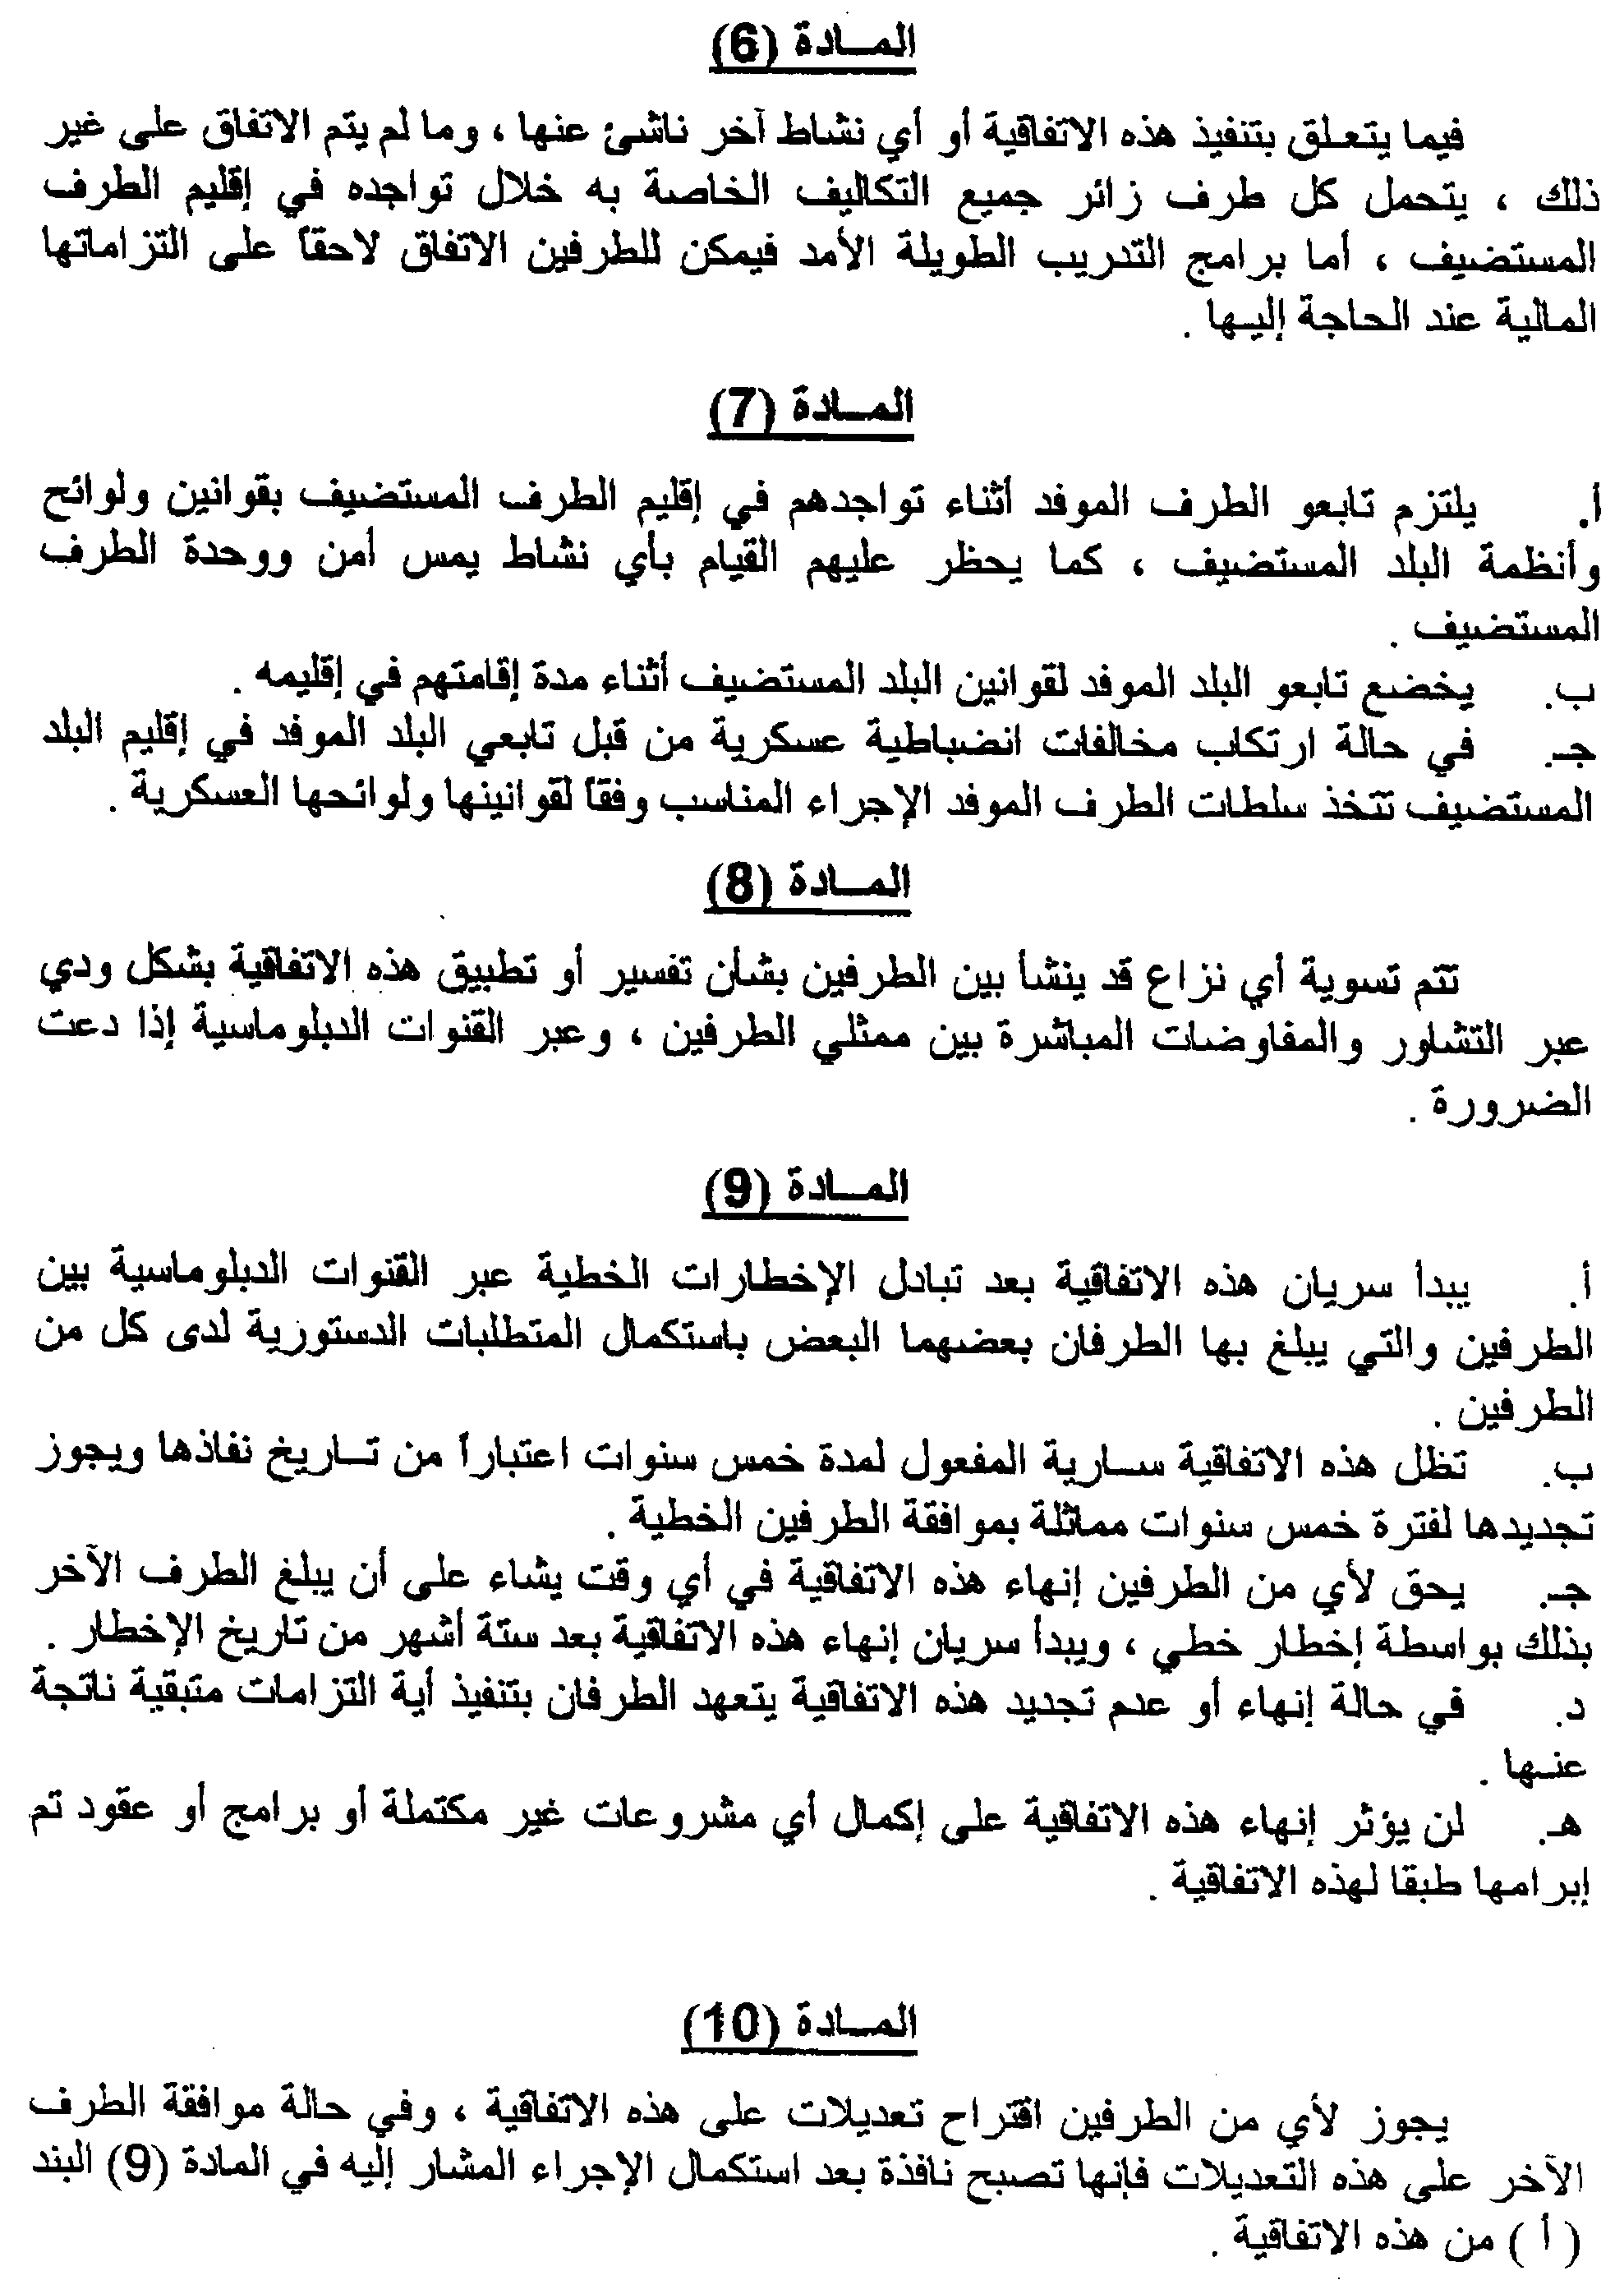 المـــادة (6)
فيما يتعـلق بتنفيذ هذه الاتفاقية أو أي نشاط آخر ناشئ عنها ، وما لم يتم الاتفاق على غير
ذلك ، يتحمل كل طرف زائر جميع التكاليف الخاصة به خلال تواجده في إقليم الطرف
المستضيف ، أما برامج التدريب الطويلة الأمد فيمكن للطرفين الاتفاق لاحقاً على التزاماتها
المالية عند الحاجة إليـها .
المـــادة (7)
أ. يلتزم تابعو الطرف الموفد أثناء تواجدهم في إقليم الطرف المستضيف بقوانين ولوائح
وأنظمة البلد المستضيف ، كما يحظر عليهم القيام بأي نشاط يمس أمن ووحدة الطرف
المستضيف .
ب. يخضع تابعو البلد الموفد لقوانين البلد المستضيف أثناء مدة إقامتهم في إقليمه .
جـ. في حالة ارتكاب مخالفات انضباطية عسكرية من قبل تابعي البلد الموفد في إقليم البلد
المستضيف تتخذ سلطات الطرف الموفد الإجراء المناسب وفقاً لقوانينها ولوائحها العسكرية .
المـــادة (8)
تتم تسوية أي نزاع قد ينشأ بين الطرفين بشأن تفسير أو تطبيق هذه الاتفاقية بشكل ودي
عبر التشاور والمفاوضات المباشرة بين ممثلي الطرفين ، وعبر القنوات الدبلوماسية إذا دعت
الضرورة .
المـــادة (9)
أ. يبدأ سريان هذه الاتفاقية بعد تبادل الإخطارات الخطية عبر القنوات الدبلوماسية بين
الطرفين والتي يبلغ بها الطرفان بعضهما البعض باستكمال المتطلبات الدستورية لدى كل من
الطرفين .
ب. تظل هذه الاتفاقية ســارية المفعول لمدة خمس سنوات اعتباراً من تــاريخ نفاذها ويجوز
تجديدها لفترة خمس سنوات مماثلة بموافقة الطرفين الخطية .
جـ. يحق لأي من الطرفين إنهاء هذه الاتفاقية في أي وقت يشاء على أن يبلغ الطرف الآخر
بذلك بواسطة إخطار خطي ، ويبدأ سريان إنهاء هذه الاتفاقية بعد ستة أشهر من تاريخ الإخطار .
د. في حالة إنهاء أو عدم تجديد هذه الاتفاقية يتعهد الطرفان بتنفيذ أية التزامات متبقية ناتجة
عنــها .
هـ. لن يؤثر إنهاء هذه الاتفاقية على إكمال أي مشروعات غير مكتملة أو برامج أو عقود تم
إبرامها طبقا لهذه الاتفاقية .
المـــادة (10)
يجوز لأي من الطرفين اقتراح تعديلات على هذه الاتفاقية ، وفي حالة موافقة الطرف
الآخر على هذه التعديلات فإنها تصبح نافذة بعد استكمال الإجراء المشار إليه في المادة (9) البند
( أ ) من هذه الاتفاقية .